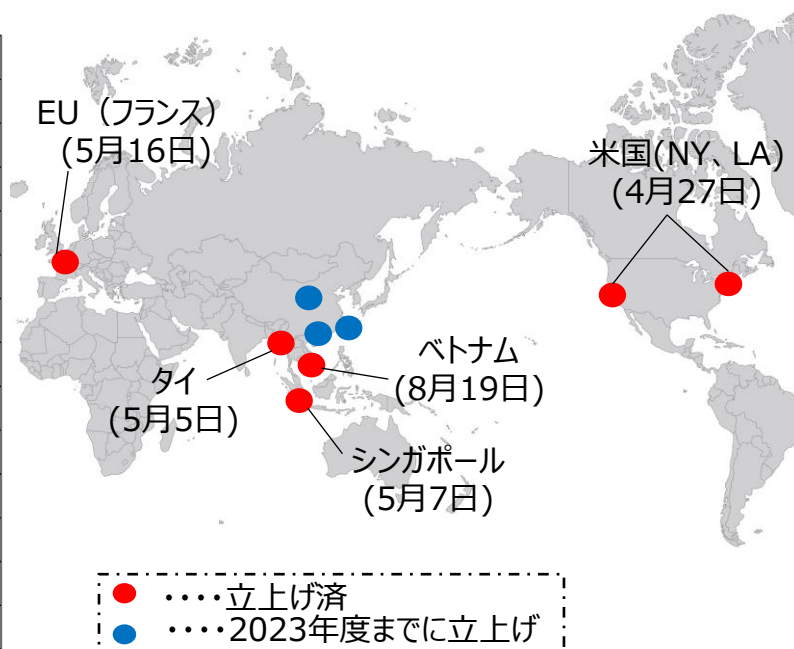 EU（フランス）
(5月16日)
米国(NY、LA)
(4月27日)
タイ
(5月5日)
ベトナム
(8月19日)
シンガポール
(5月7日)
・・・・立上げ済
・・・・2023年度までに立上げ